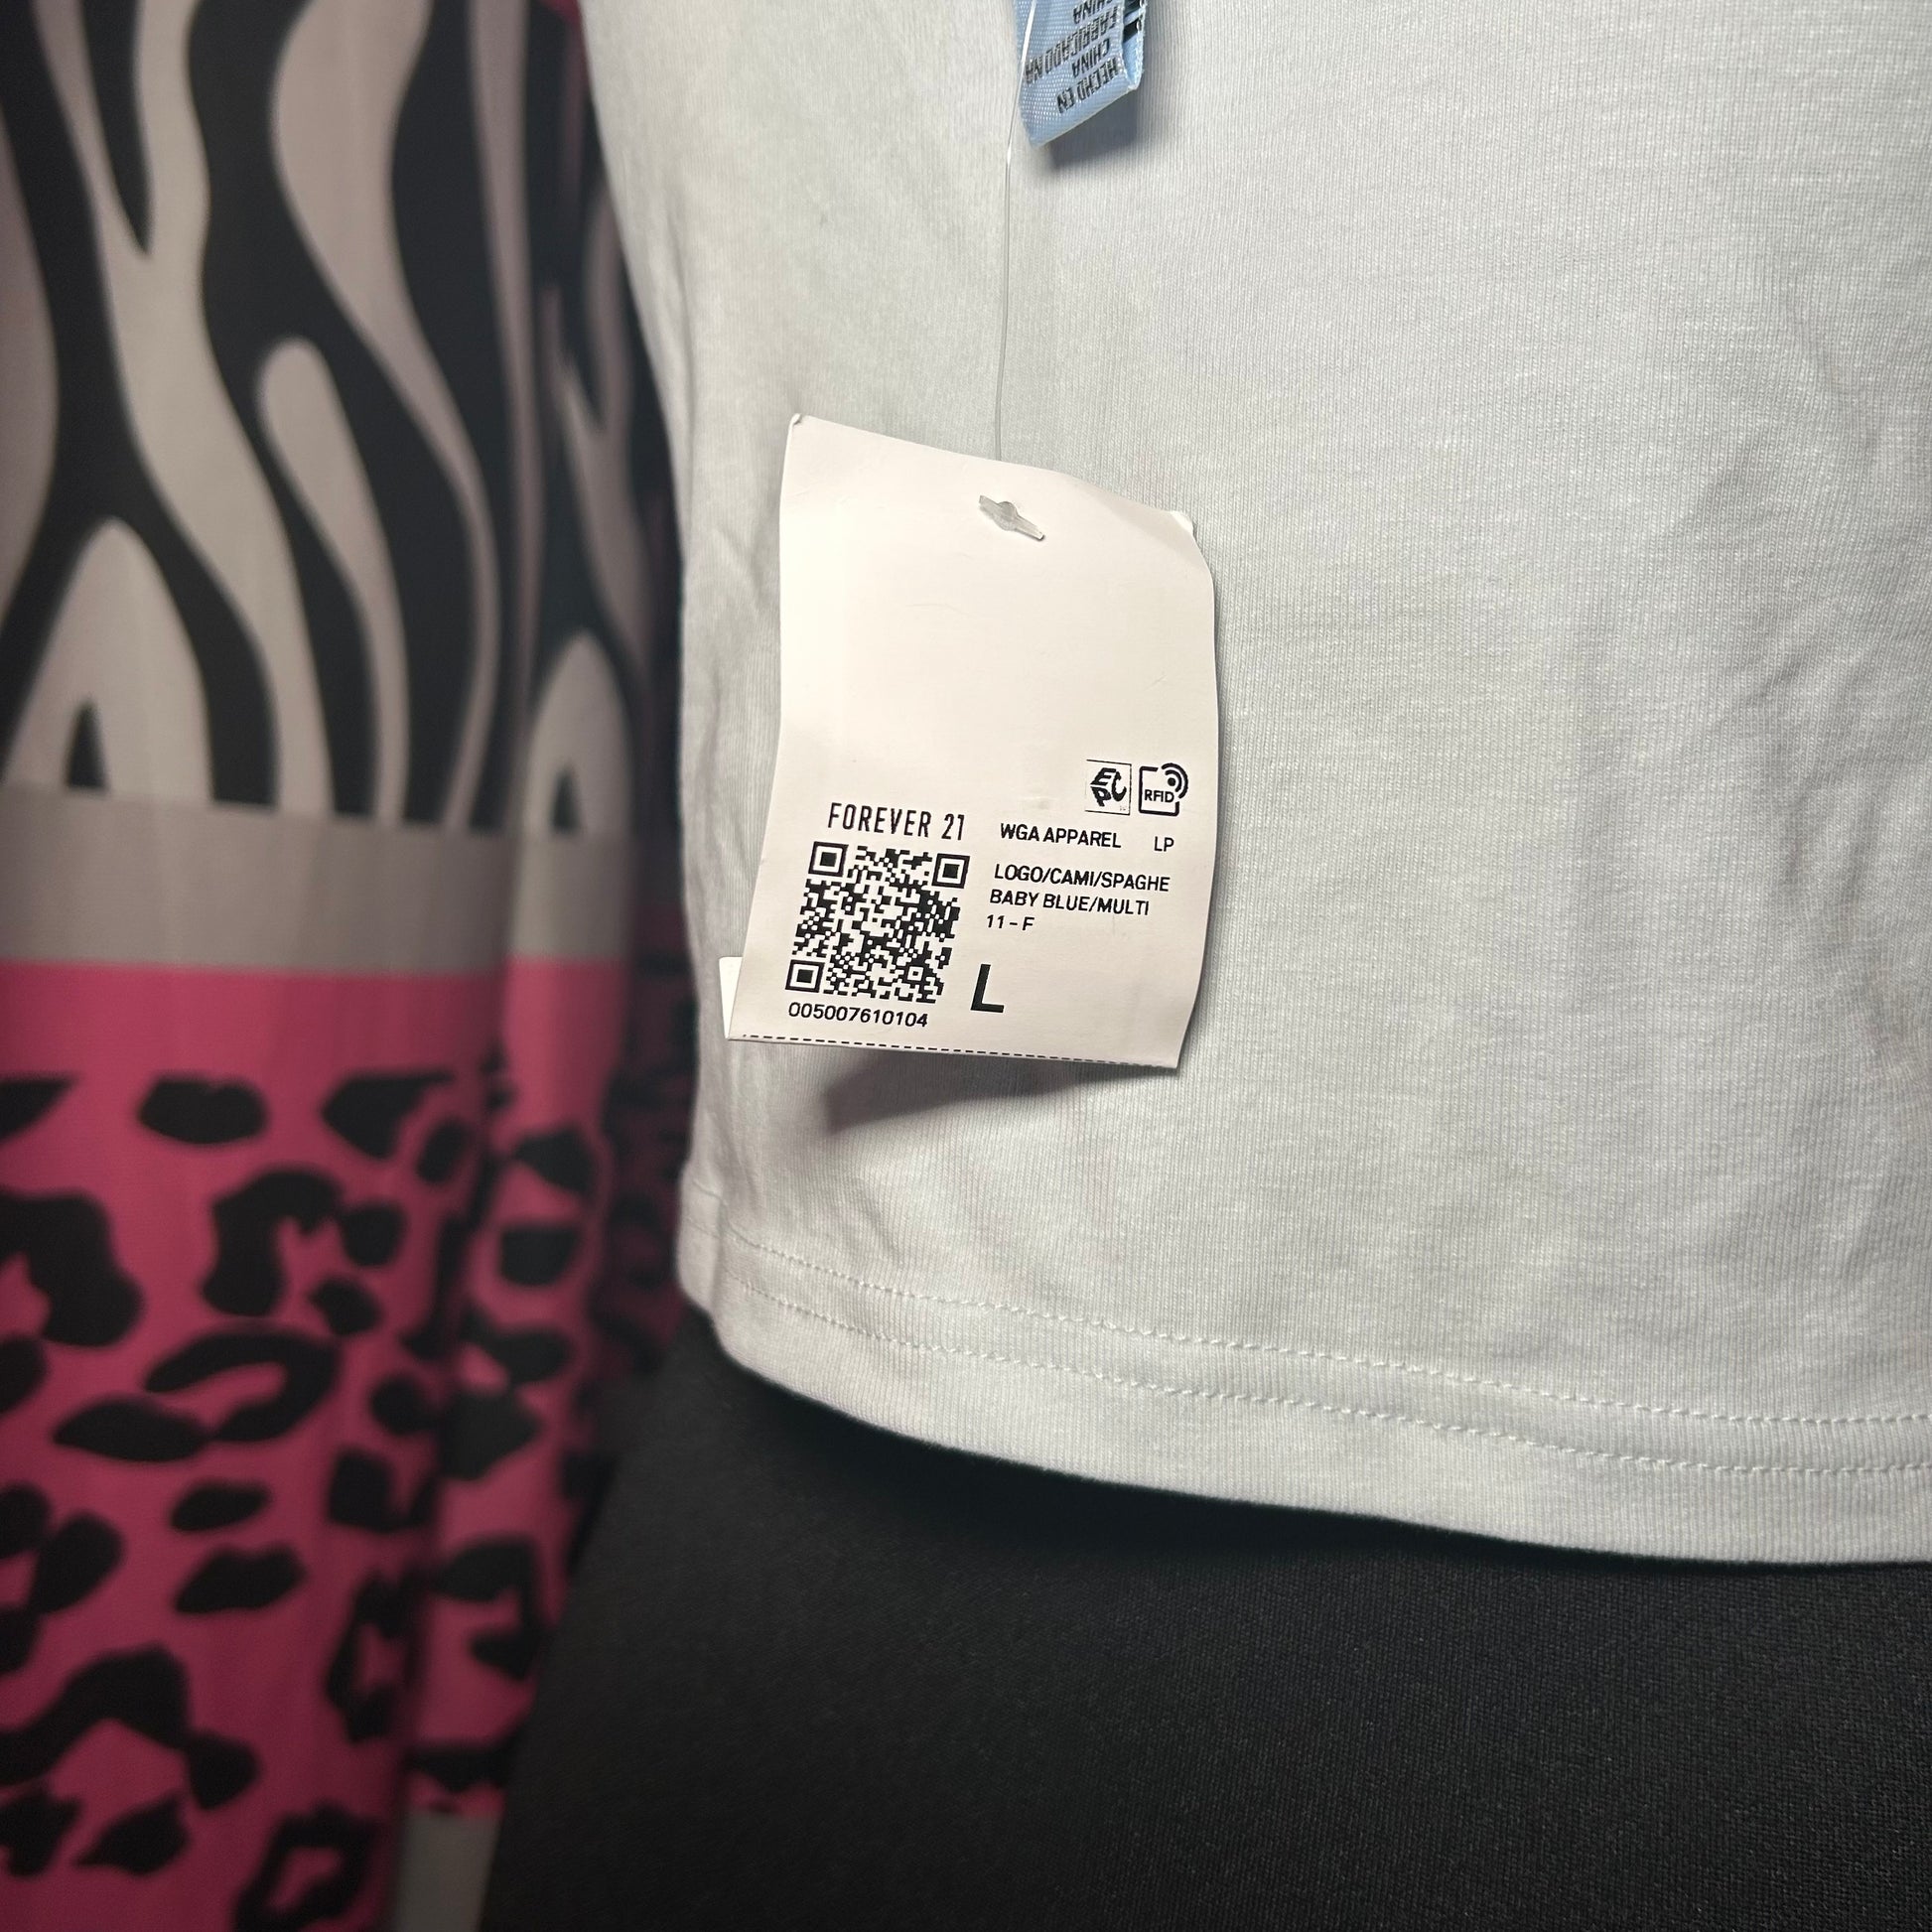 HECHO EN
CHINA
FABRICADO NA
CHINA
EPC
RFID
FOREVER 21
WGA APPAREL LP
LOGO/CAMI/SPAGHE
BABY BLUE/MULTI
11 - F
L
005007610104